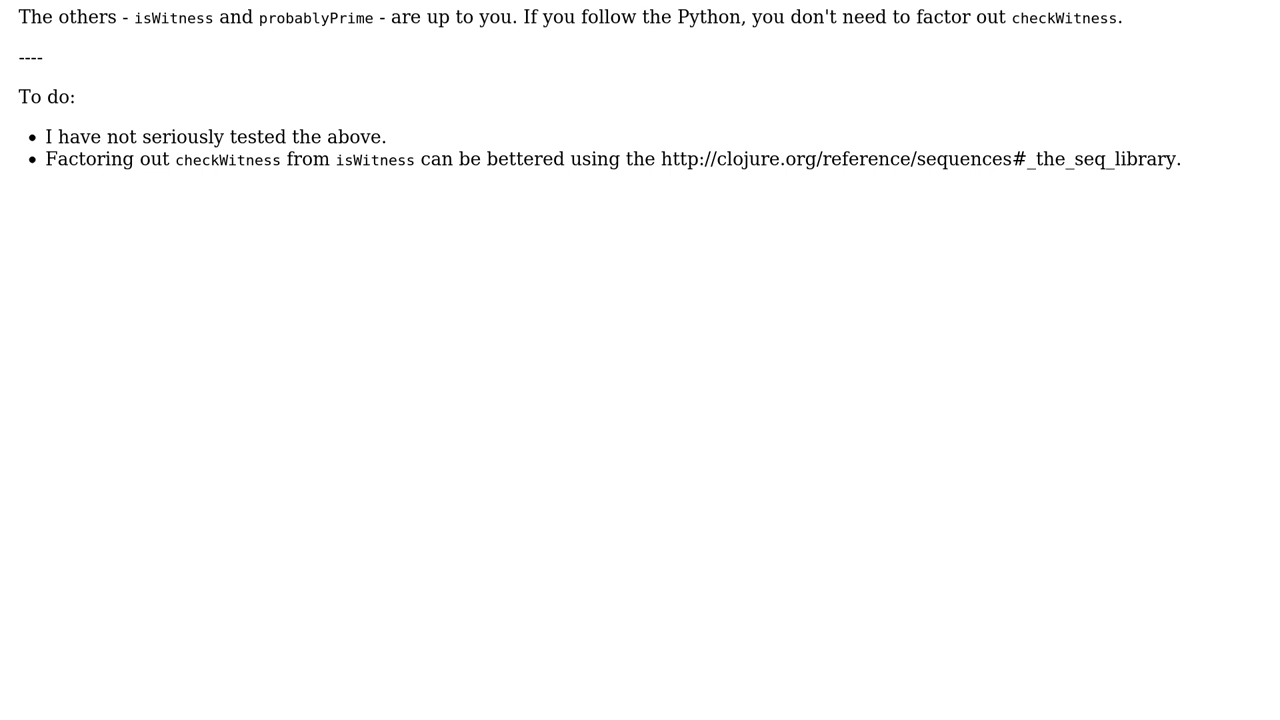 The others - isWitness and probablyPrime - are up to you. If you follow the Python, you don't need to factor out checkWitness.
----
To do:
• I have not seriously tested the above.
• Factoring out checkWitness from isWitness can be bettered using the http://clojure.org/reference/sequences#_the_seq_library.